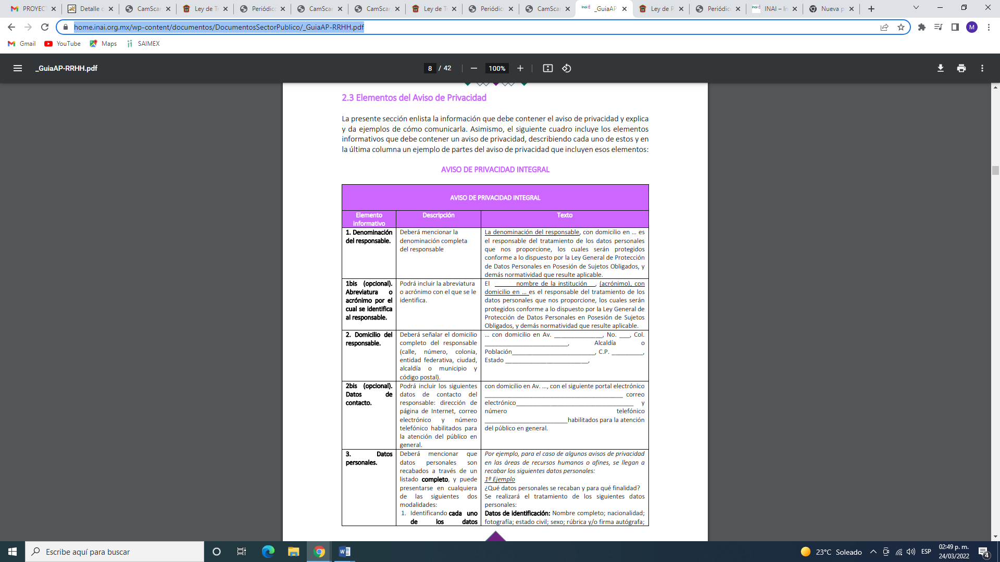 PROYEC
Detalle d
CamScar
Ley de Tr
Periódic
CamScar
CamScar
Ley de Tr
Periódic
CamScar
_GuiaAP
Ley de P
Periódic
INAI – In
Nueva p
home.inai.org.mx/wp-content/documentos/DocumentosSectorPublico/_GuiaAP-RRHH.pdf
M
Gmail
YouTube
Maps
SAIMEX
_GuiaAP-RRHH.pdf
8 / 42
100%
2.3 Elementos del Aviso de Privacidad
La presente sección enlista la información que debe contener el aviso de privacidad y explica
y da ejemplos de cómo comunicarla. Asimismo, el siguiente cuadro incluye los elementos
informativos que debe contener un aviso de privacidad, describiendo cada uno de estos y en
la última columna un ejemplo de partes del aviso de privacidad que incluyen esos elementos:
AVISO DE PRIVACIDAD INTEGRAL
AVISO DE PRIVACIDAD INTEGRAL
Elemento
informativo
Descripción
Texto
1. Denominación
del responsable.
Deberá mencionar la
denominación completa
del responsable
La denominación del responsable, con domicilio en … es
el responsable del tratamiento de los datos personales
que nos proporcione, los cuales serán protegidos
conforme a lo dispuesto por la Ley General de Protección
de Datos Personales en Posesión de Sujetos Obligados, y
demás normatividad que resulte aplicable.
1bis (opcional).
Abreviatura o
acrónimo por el
cual se identifica
al responsable.
Podrá incluir la abreviatura
o acrónimo con el que se le
identifica.
El ______nombre de la institución__, (acrónimo), con
domicilio en … es el responsable del tratamiento de los
datos personales que nos proporcione, los cuales serán
protegidos conforme a lo dispuesto por la Ley General de
Protección de Datos Personales en Posesión de Sujetos
Obligados, y demás normatividad que resulte aplicable.
2. Domicilio del
responsable.
Deberá señalar el domicilio
completo del responsable
(calle, número, colonia,
entidad federativa, ciudad,
alcaldía o municipio y
código postal).
… con domicilio en Av. ______________, No. ___, Col.
________________________, Alcaldía o
Población________________________, C.P. _________,
Estado ________________________,
2bis (opcional).
Datos de
contacto.
Podrá incluir los siguientes
datos de contacto del
responsable: dirección de
página de Internet, correo
electrónico y número
telefónico habilitados para
la atención del público en
general.
con domicilio en Av. …, con el siguiente portal electrónico
________________________________________ correo
electrónico__________________________________ y
número telefónico
________________________habilitados para la atención
del público en general.
3. Datos
personales.
Deberá mencionar que
datos personales son
recabados a través de un
listado completo, y puede
presentarse en cualquiera
de las siguientes dos
modalidades:
1. Identificando cada uno
de los datos
Por ejemplo, para el caso de algunos avisos de privacidad
en las áreas de recursos humanos o afines, se llegan a
recabar los siguientes datos personales:
1º Ejemplo
¿Qué datos personales se recaban y para qué finalidad?
Se realizará el tratamiento de los siguientes datos
personales:
Datos de identificación: Nombre completo; nacionalidad;
fotografía; estado civil; sexo; rúbrica y/o firma autógrafa;
Escribe aquí para buscar
23°C Soleado
ESP
02:49 p. m.
24/03/2022
4